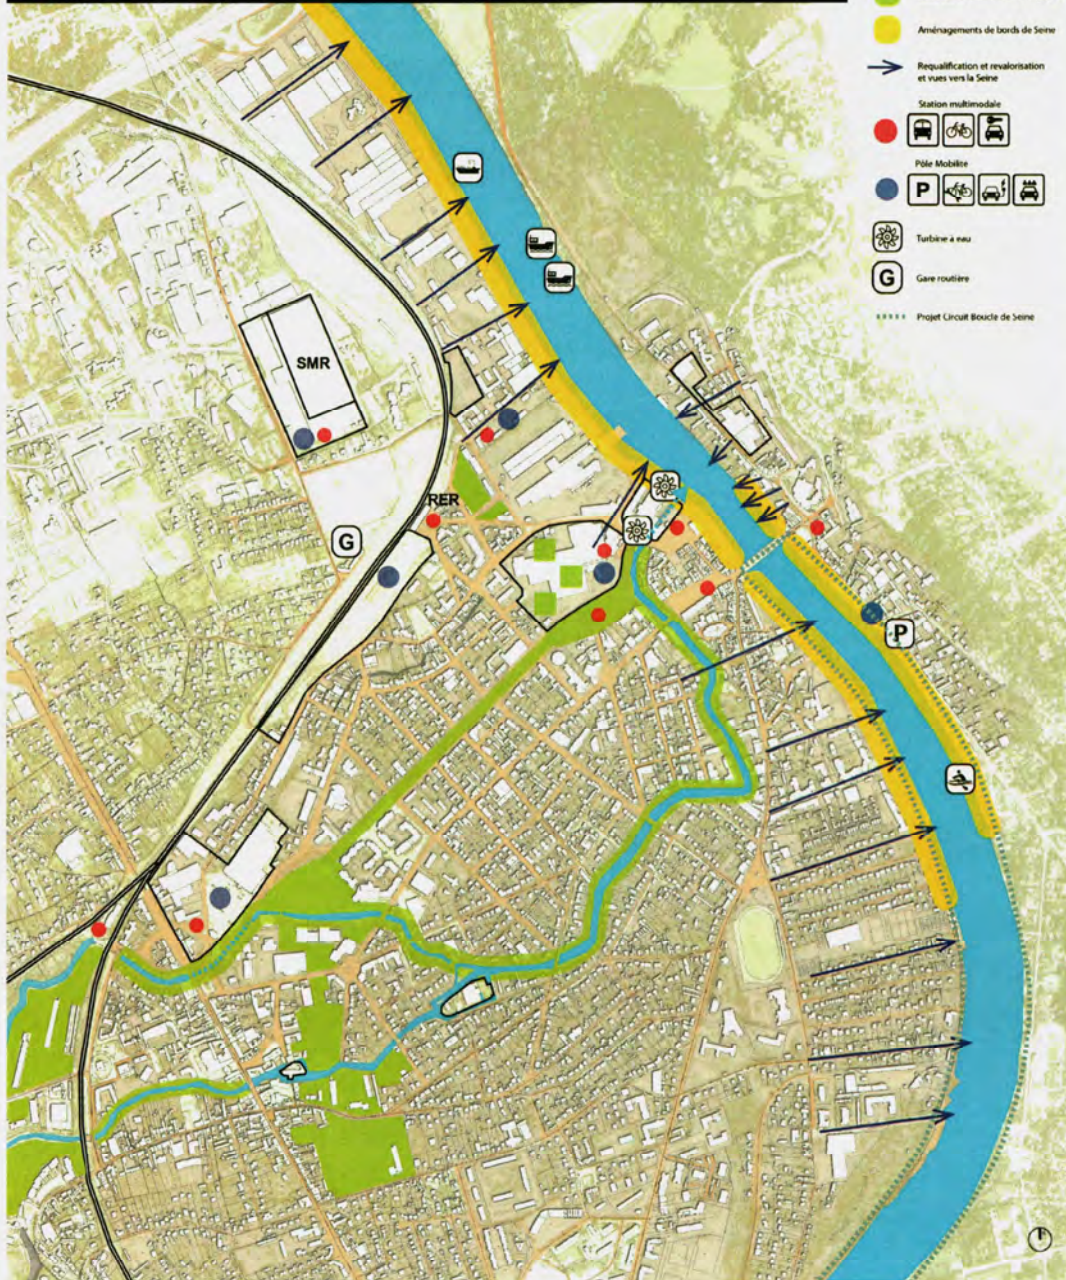 Aménagements de bords de Seine
Requalification et revalorisation
et vues vers la Seine
Station multimodale
Pôle Mobilité
P
Turbine à eau
G
Gare routière
Projet Circuit Boucle de Seine
SMR
RER
G
P